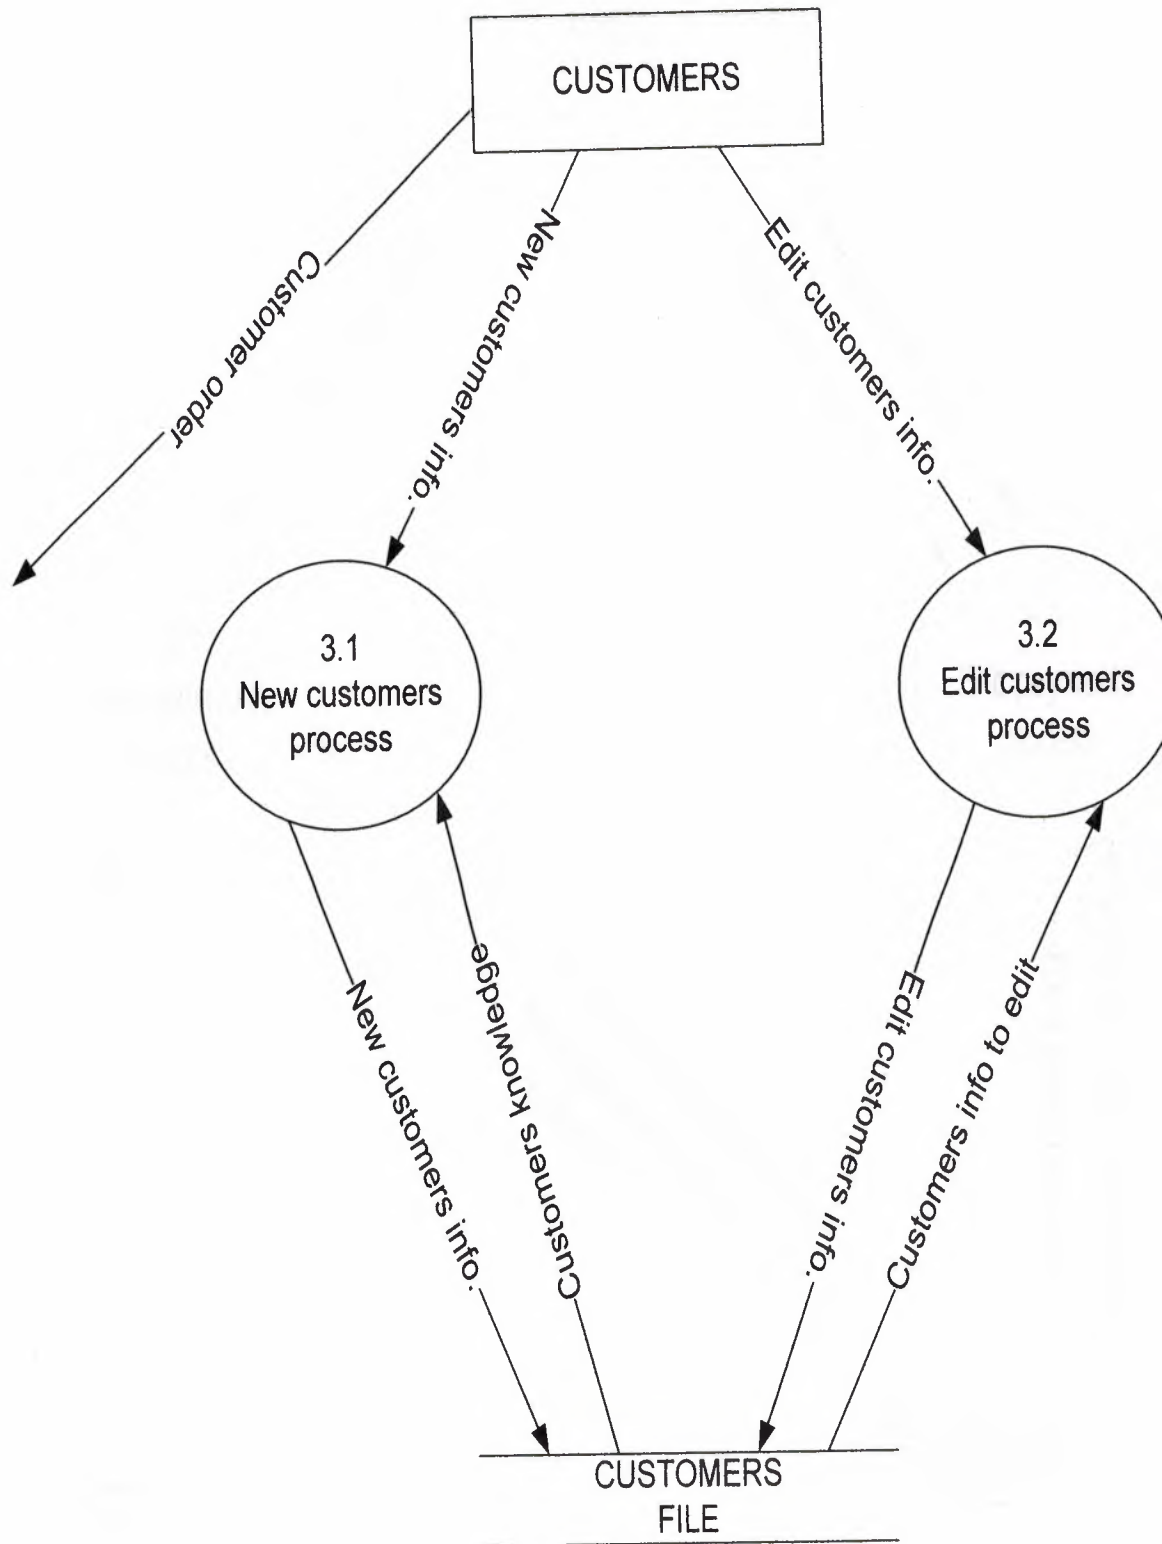 CUSTOMERS
Customer order
New customers info.
Edit customers info.
3.1
New customers
process
3.2
Edit customers
process
New customers info.
Customers knowledge
Edit customers info.
Customers info to edit
CUSTOMERS
FILE